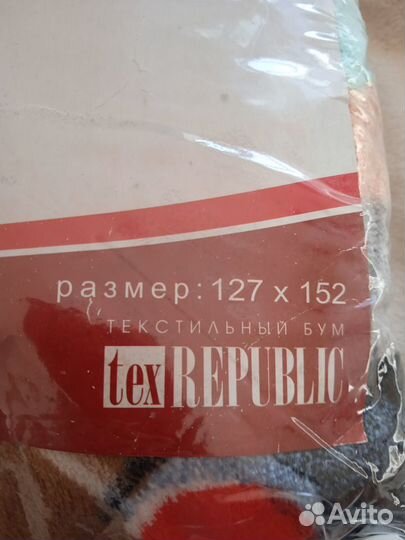 размер: 127 x 152
ТЕКСТИЛЬНЫЙ БУМ
tex REPUBLIC
Avito